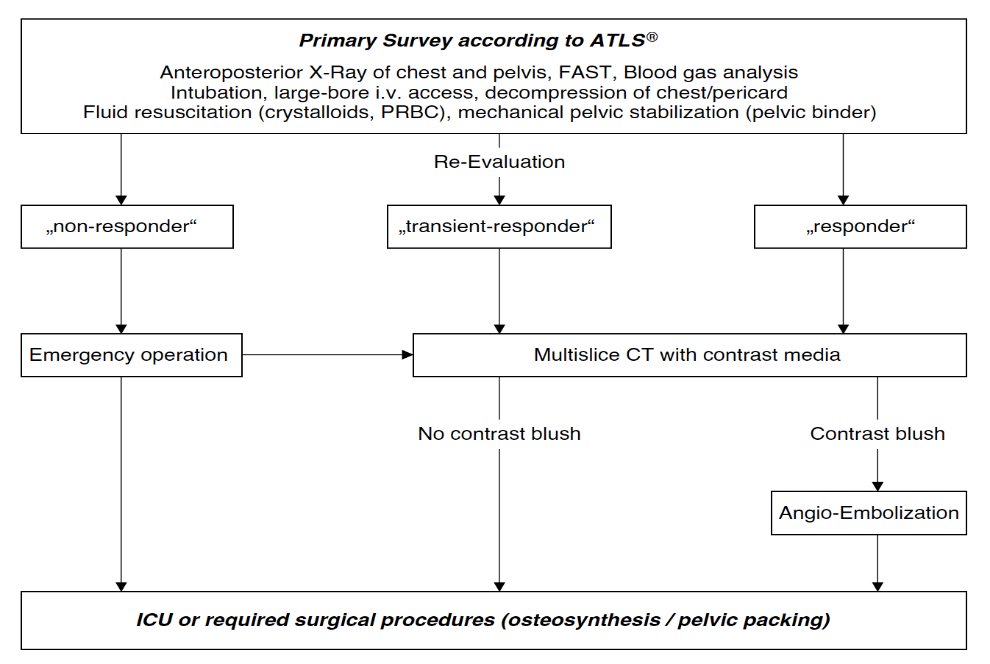 Primary Survey according to ATLS®
Anteroposterior X-Ray of chest and pelvis, FAST, Blood gas analysis
Intubation, large-bore i.v. access, decompression of chest/pericard
Fluid resuscitation (crystalloids, PRBC), mechanical pelvic stabilization (pelvic binder)
Re-Evaluation
„non-responder“
„transient-responder“
„responder“
Emergency operation
Multislice CT with contrast media
No contrast blush
Contrast blush
Angio-Embolization
ICU or required surgical procedures (osteosynthesis / pelvic packing)